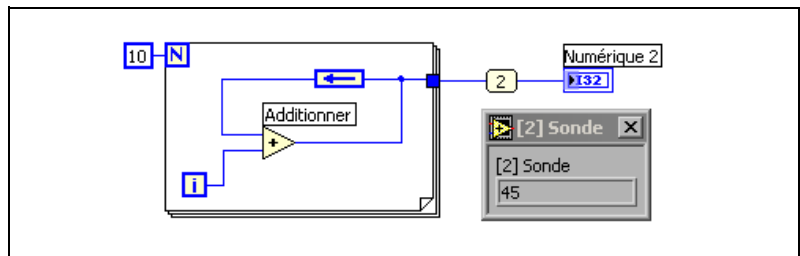 10
N
Numérique 2
2
I32
Additionner
+
i
[2] Sonde
[2] Sonde
45